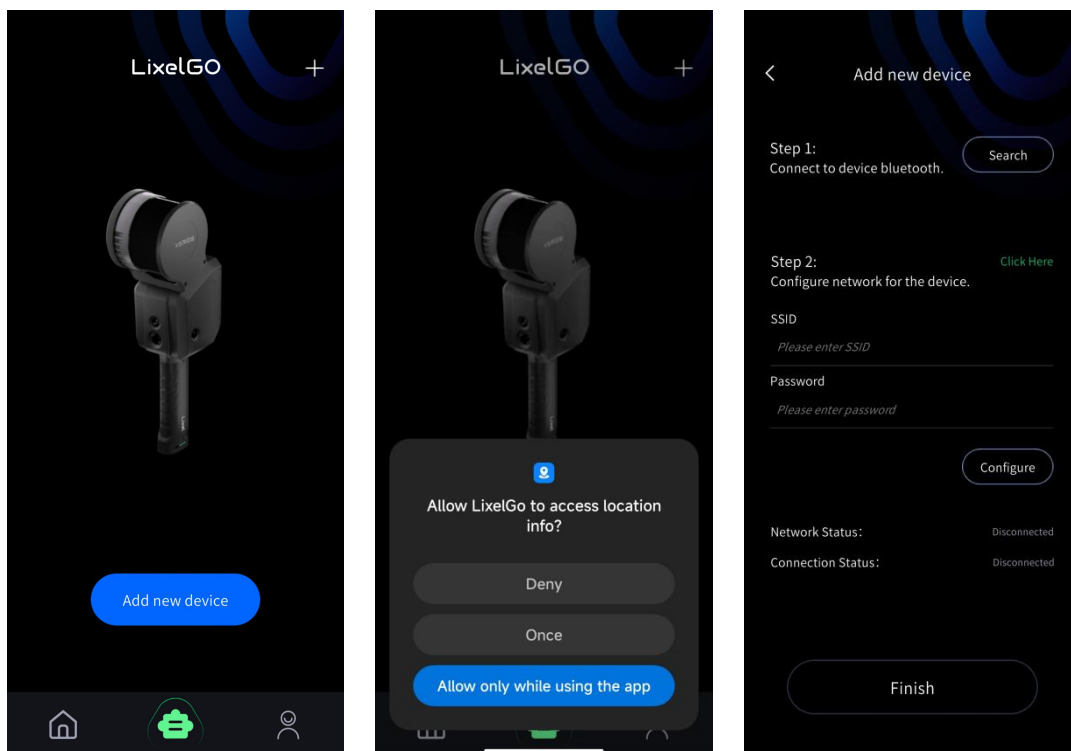 LixelGO
+
Add new device
LixelGO
+
Allow LixelGo to access location
info?
Deny
Once
Allow only while using the app
Add new device
Step 1:
Connect to device bluetooth.
Search
Step 2:
Click Here
Configure network for the device.
SSID
Please enter SSID
Password
Please enter password
Configure
Network Status:
Disconnected
Connection Status:
Disconnected
Finish